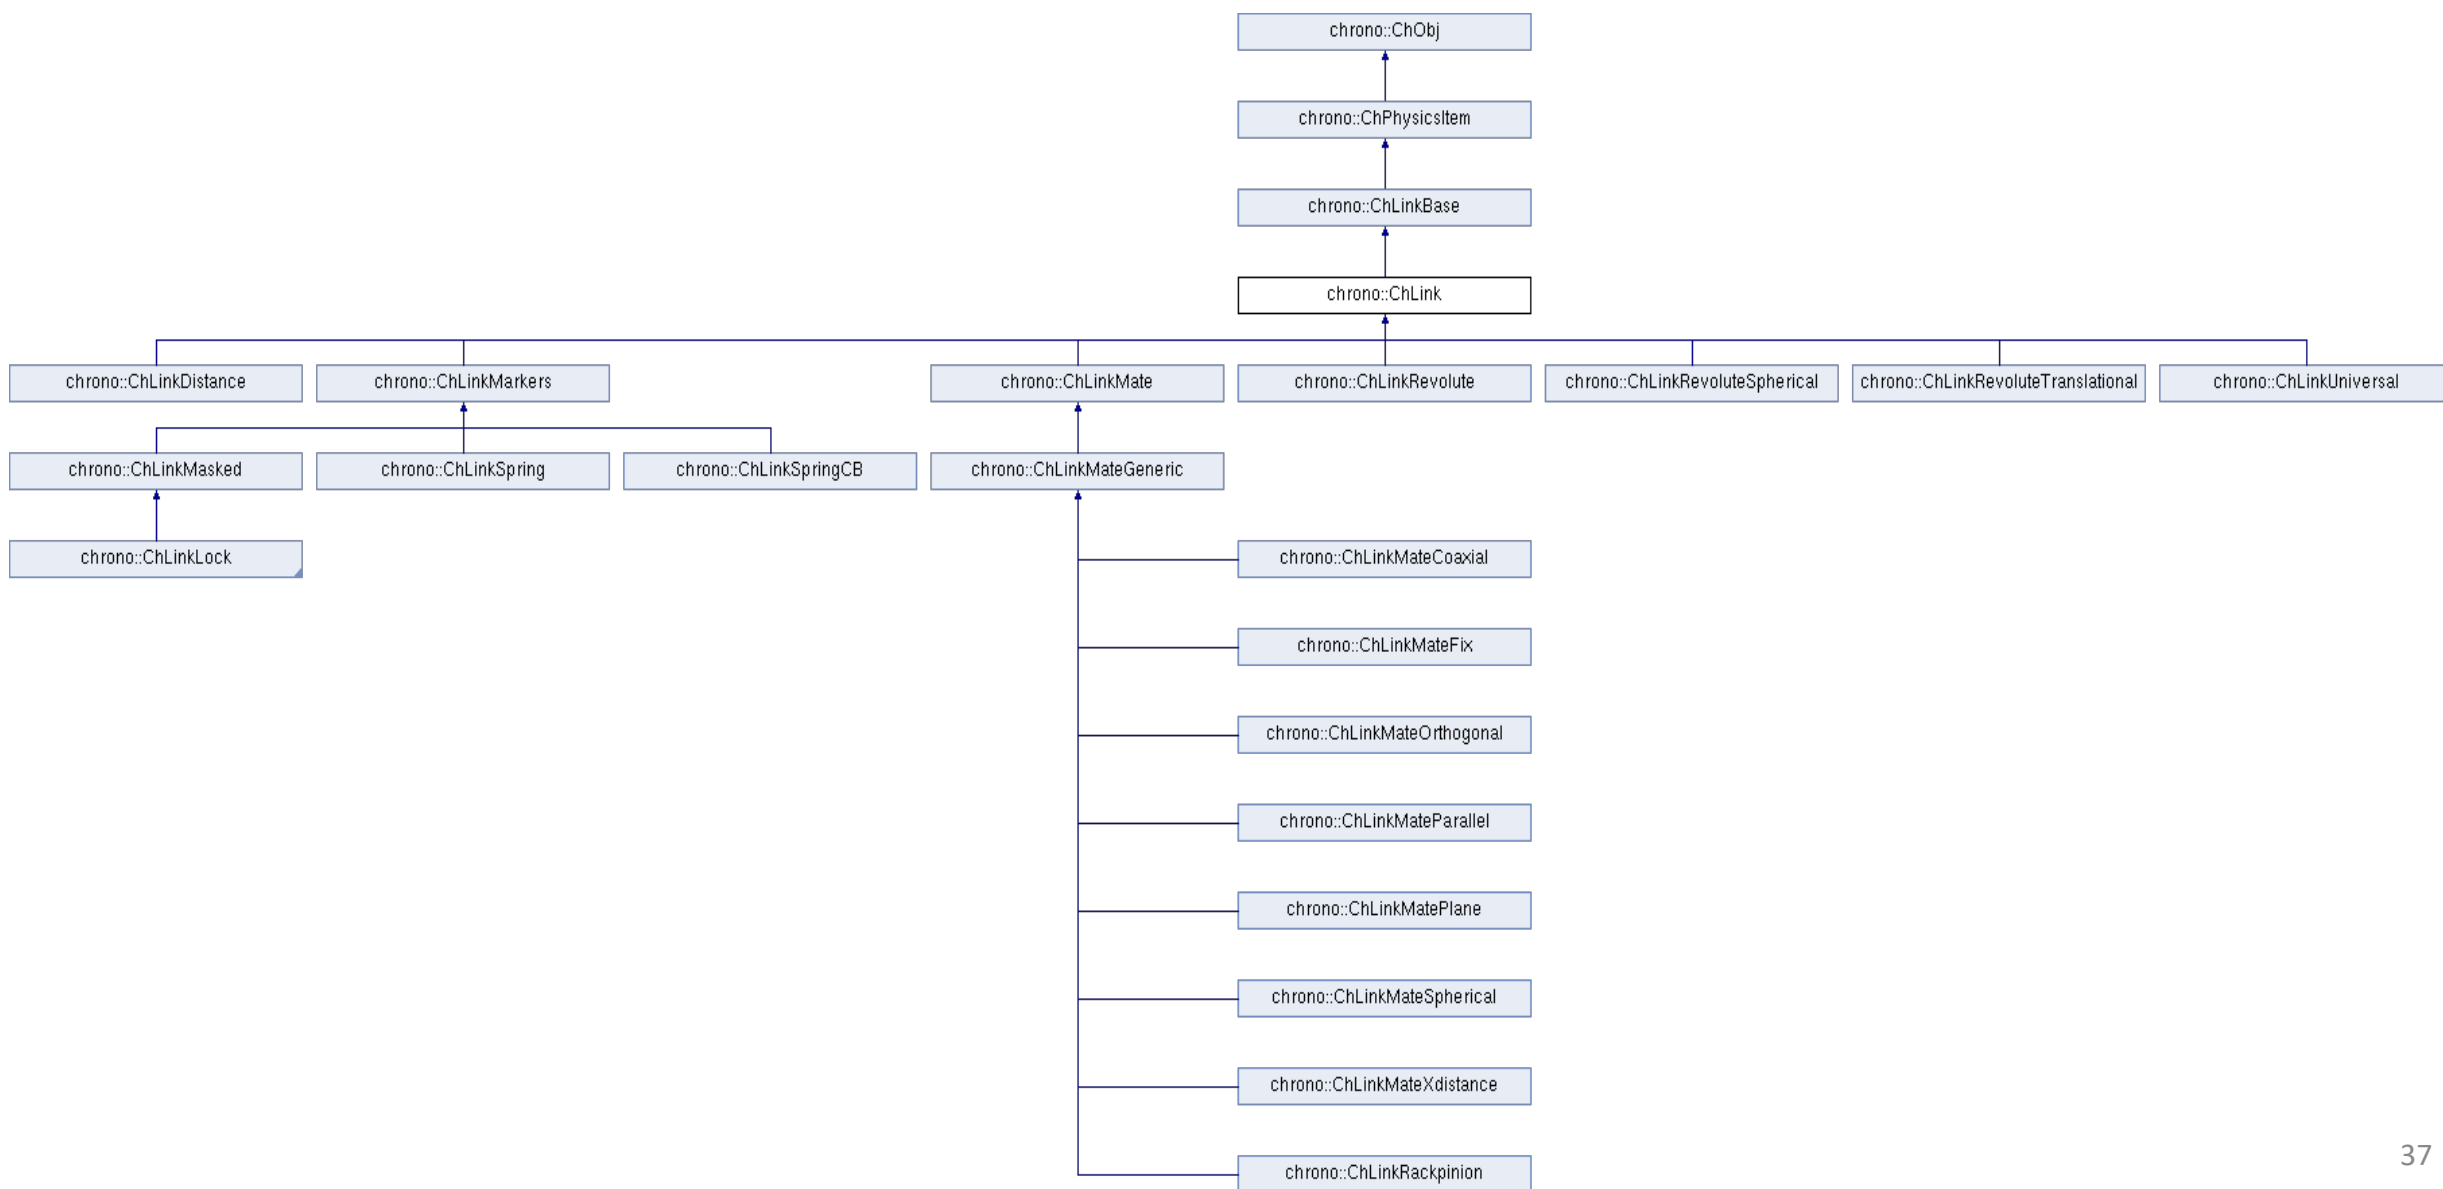 chrono::ChObj
chrono::ChPhysicsItem
chrono::ChLinkBase
chrono::ChLink
chrono::ChLinkDistance
chrono::ChLinkMarkers
chrono::ChLinkMate
chrono::ChLinkRevolute
chrono::ChLinkRevoluteSpherical
chrono::ChLinkRevoluteTranslational
chrono::ChLinkUniversal
chrono::ChLinkMasked
chrono::ChLinkSpring
chrono::ChLinkSpringCB
chrono::ChLinkMateGeneric
chrono::ChLinkLock
chrono::ChLinkMateCoaxial
chrono::ChLinkMateFix
chrono::ChLinkMateOrthogonal
chrono::ChLinkMateParallel
chrono::ChLinkMatePlane
chrono::ChLinkMateSpherical
chrono::ChLinkMateXdistance
chrono::ChLinkRackpinion
37